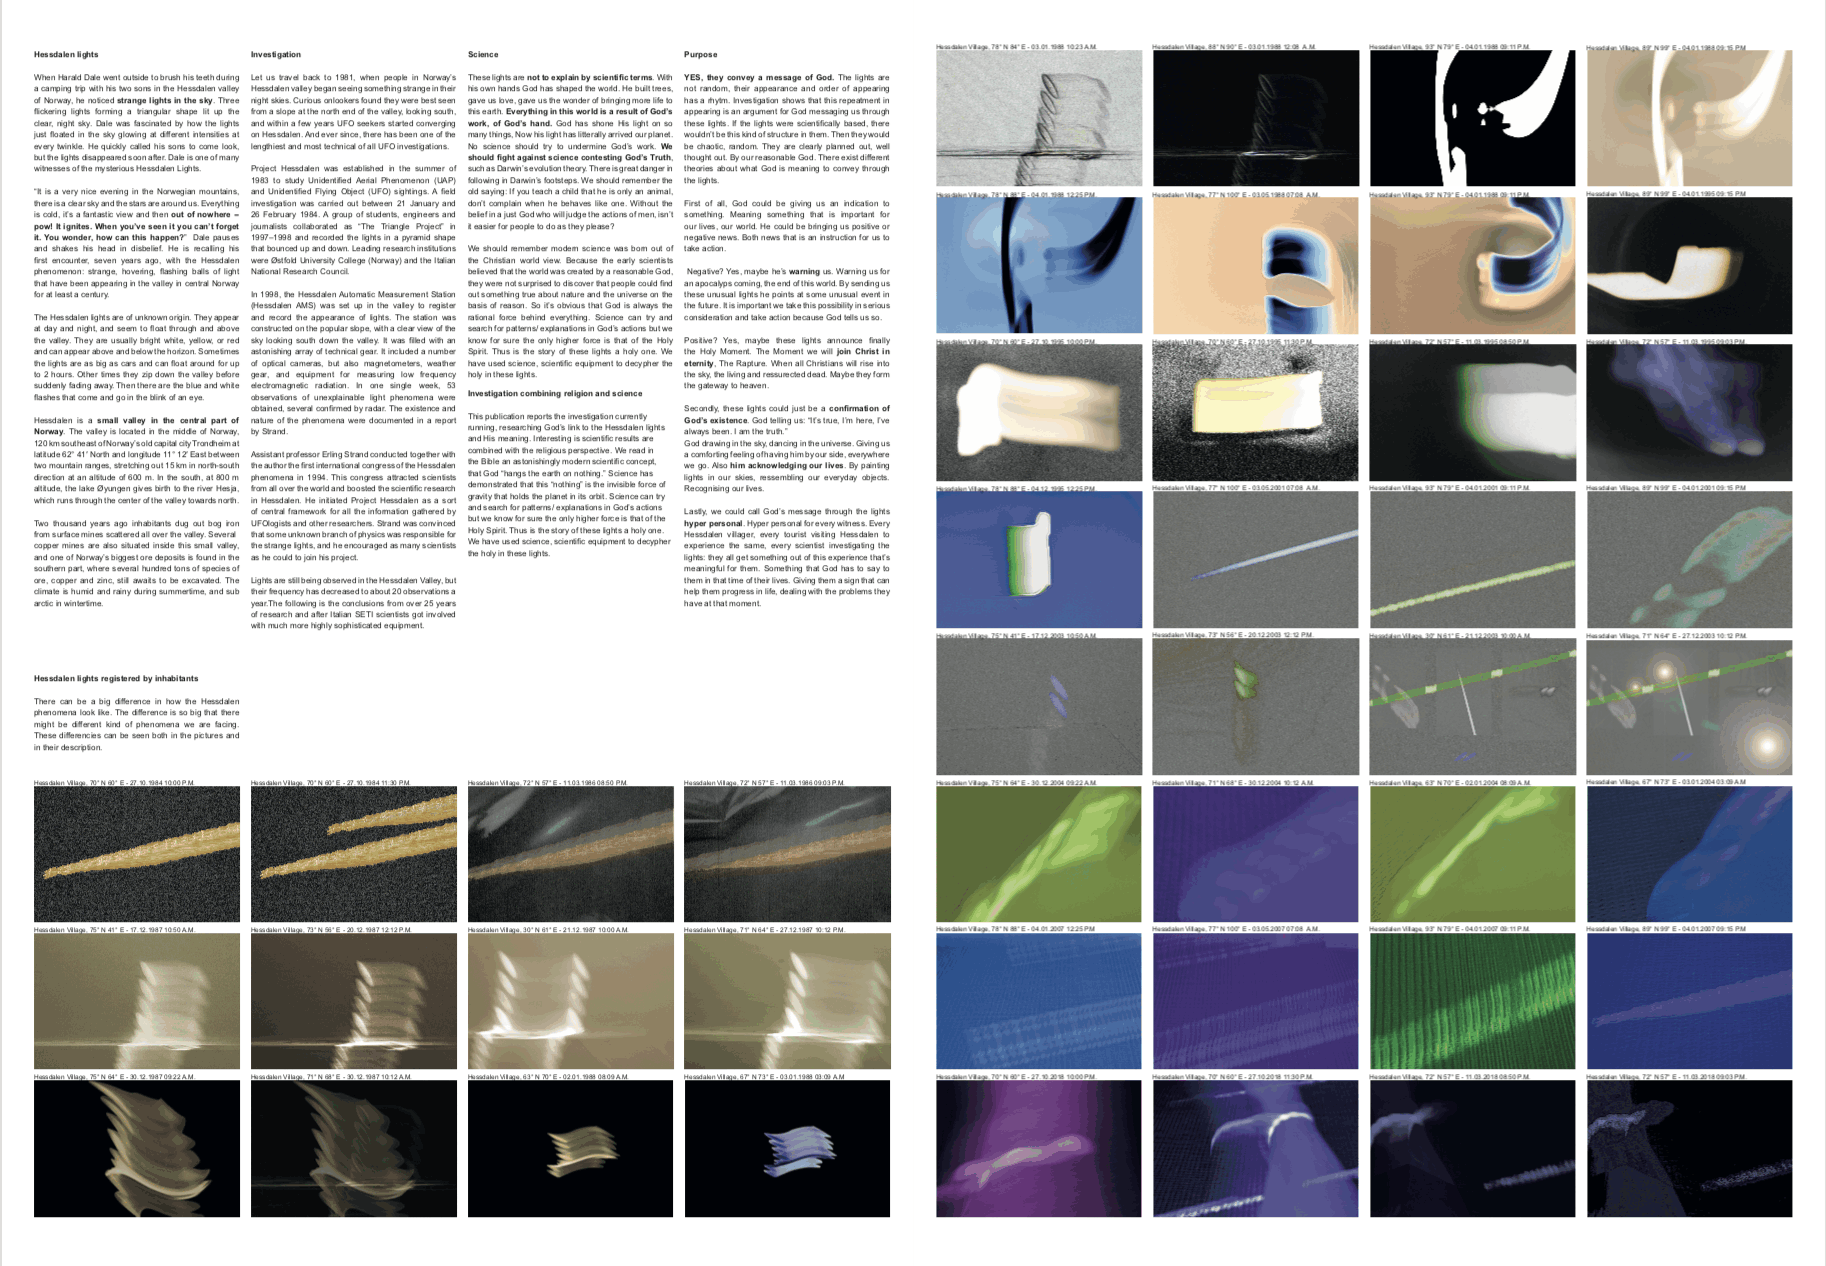 Hessdalen lights
When Harald Dale went outside to brush his teeth during
a camping trip with his two sons in the Hessdalen valley
of Norway, he noticed strange lights in the sky. Three
flickering lights forming a triangular shape lit up the
clear, night sky. Dale was fascinated by how the lights
just floated in the sky glowing at different intensities at
every twinkle. He quickly called his sons to come look,
but the lights disappeared soon after. Dale is one of many
witnesses of the mysterious Hessdalen Lights.
"It is a very nice evening in the Norwegian mountains,
there is a clear sky and the stars are around us. Everything
is cold, it's a fantastic view and then out of nowhere –
pow! It ignites. When you've seen it you can't forget
it. You wonder, how can this happen?" Dale pauses
and shakes his head in disbelief. He is recalling his
first encounter, seven years ago, with the Hessdalen
phenomenon: strange, hovering, flashing balls of light
that have been appearing in the valley in central Norway
for at least a century.
The Hessdalen lights are of unknown origin. They appear
at day and night, and seem to float through and above
the valley. They are usually bright white, yellow, or red
and can appear above and below the horizon. Sometimes
the lights are as big as cars and can float around for up
to 2 hours. Other times they zip down the valley before
suddenly fading away. Then there are the blue and white
flashes that come and go in the blink of an eye.
Hessdalen is a small valley in the central part of
Norway. The valley is located in the middle of Norway,
120 km southeast of Norway's old capital city Trondheim at
latitude 62° 41' North and longitude 11° 12' East between
two mountain ranges, stretching out 15 km in north-south
direction at an altitude of 600 m. In the south, at 800 m
altitude, the lake Øyungen gives birth to the river Hesja,
which runs through the center of the valley towards north.
Two thousand years ago inhabitants dug out bog iron
from surface mines scattered all over the valley. Several
copper mines are also situated inside this small valley,
and one of Norway's biggest ore deposits is found in the
southern part, where several hundred tons of species of
ore, copper and zinc, still awaits to be excavated. The
climate is humid and rainy during summertime, and sub
arctic in wintertime.
Investigation
Let us travel back to 1981, when people in Norway's
Hessdalen valley began seeing something strange in their
night skies. Curious onlookers found they were best seen
from a slope at the north end of the valley, looking south,
and within a few years UFO seekers started converging
on Hessdalen. And ever since, there has been one of the
lengthiest and most technical of all UFO investigations.
Project Hessdalen was established in the summer of
1983 to study Unidentified Aerial Phenomenon (UAP)
and Unidentified Flying Object (UFO) sightings. A field
investigation was carried out between 21 January and
26 February 1984. A group of students, engineers and
journalists collaborated as "The Triangle Project" in
1997–1998 and recorded the lights in a pyramid shape
that bounced up and down. Leading research institutions
were Østfold University College (Norway) and the Italian
National Research Council.
In 1998, the Hessdalen Automatic Measurement Station
(Hessdalen AMS) was set up in the valley to register
and record the appearance of lights. The station was
constructed on the popular slope, with a clear view of the
sky looking south down the valley. It was filled with an
astonishing array of technical gear. It included a number
of optical cameras, but also magnetometers, weather
gear, and equipment for measuring low frequency
electromagnetic radiation. In one single week, 53
observations of unexplainable light phenomena were
obtained, several confirmed by radar. The existence and
nature of the phenomena were documented in a report
by Strand.
Assistant professor Erling Strand conducted together with
the author the first international congress of the Hessdalen
phenomena in 1994. This congress attracted scientists
from all over the world and boosted the scientific research
in Hessdalen. He initiated Project Hessdalen as a sort
of central framework for all the information gathered by
UFOlogists and other researchers. Strand was convinced
that some unknown branch of physics was responsible for
the strange lights, and he encouraged as many scientists
as he could to join his project.
Lights are still being observed in the Hessdalen Valley, but
their frequency has decreased to about 20 observations a
year.The following is the conclusions from over 25 years
of research and after Italian SETI scientists got involved
with much more highly sophisticated equipment.
Science
These lights are not to explain by scientific terms. With
his own hands God has shaped the world. He built trees,
gave us love, gave us the wonder of bringing more life to
this earth. Everything in this world is a result of God's
work, of God's hand. God has shone His light on so
many things, Now his light has litterally arrived our planet.
No science should try to undermine God's work. We
should fight against science contesting God's Truth,
such as Darwin's evolution theory. There is great danger in
following in Darwin's footsteps. We should remember the
old saying: If you teach a child that he is only an animal,
don't complain when he behaves like one. Without the
belief in a just God who will judge the actions of men, isn't
it easier for people to do as they please?
We should remember modern science was born out of
the Christian world view. Because the early scientists
believed that the world was created by a reasonable God,
they were not surprised to discover that people could find
out something true about nature and the universe on the
basis of reason. So it's obvious that God is always the
rational force behind everything. Science can try and
search for patterns/ explanations in God's actions but we
know for sure the only higher force is that of the Holy
Spirit. Thus is the story of these lights a holy one. We
have used science, scientific equipment to decypher the
holy in these lights.
Investigation combining religion and science
This publication reports the investigation currently
running, researching God's link to the Hessdalen lights
and His meaning. Interesting is scientific results are
combined with the religious perspective. We read in
the Bible an astonishingly modern scientific concept,
that God "hangs the earth on nothing." Science has
demonstrated that this "nothing" is the invisible force of
gravity that holds the planet in its orbit. Science can try
and search for patterns/ explanations in God's actions
but we know for sure the only higher force is that of the
Holy Spirit. Thus is the story of these lights a holy one.
We have used science, scientific equipment to decypher
the holy in these lights.
Purpose
YES, they convey a message of God. The lights are
not random, their appearance and order of appearing
has a rhytm. Investigation shows that this repeatment in
appearing is an argument for God messaging us through
these lights. If the lights were scientifically based, there
wouldn't be this kind of structure in them. Then they would
be chaotic, random. They are clearly planned out, well
thought out. By our reasonable God. There exist different
theories about what God is meaning to convey through
the lights.
First of all, God could be giving us an indication to
something. Meaning something that is important for
our lives, our world. He could be bringing us positive or
negative news. Both news that is an instruction for us to
take action.
Negative? Yes, maybe he's warning us. Warning us for
an apocalyps coming, the end of this world. By sending us
these unusual lights he points at some unusual event in
the future. It is important we take this possibility in serious
consideration and take action because God tells us so.
Positive? Yes, maybe these lights announce finally
the Holy Moment. The Moment we will join Christ in
eternity, The Rapture. When all Christians will rise into
the sky, the living and ressurected dead. Maybe they form
the gateway to heaven.
Secondly, these lights could just be a confirmation of
God's existence. God telling us: "It's true, I'm here, I've
always been. I am the truth."
God drawing in the sky, dancing in the universe. Giving us
a comforting feeling of having him by our side, everywhere
we go. Also him acknowledging our lives. By painting
lights in our skies, ressembling our everyday objects.
Recognising our lives.
Lastly, we could call God's message through the lights
hyper personal. Hyper personal for every witness. Every
Hessdalen villager, every tourist visiting Hessdalen to
experience the same, every scientist investigating the
lights: they all get something out of this experience that's
meaningful for them. Something that God has to say to
them in that time of their lives. Giving them a sign that can
help them progress in life, dealing with the problems they
have at that moment.
Hessdalen lights registered by inhabitants
There can be a big difference in how the Hessdalen
phenomena look like. The difference is so big that there
might be different kind of phenomena we are facing.
These differencies can be seen both in the pictures and
in their description.
Hessdalen Village, 70° N 60° E - 27.10.1984 10:00 P.M.
Hessdalen Village, 70° N 60° E - 27.10.1984 11:30 P.M.
Hessdalen Village, 72° N 57° E - 11.03.1986 08:50 P.M.
Hessdalen Village, 72° N 57° E - 11.03.1986 09:03 P.M.
Hessdalen Village, 75° N 41° E - 17.12.1987 10:50 A.M.
Hessdalen Village, 73° N 56° E - 20.12.1987 12:12 P.M.
Hessdalen Village, 30° N 61° E - 21.12.1987 10:00 A.M.
Hessdalen Village, 71° N 64° E - 27.12.1987 10:12 P.M.
Hessdalen Village, 75° N 64° E - 30.12.1987 09:22 A.M.
Hessdalen Village, 71° N 68° E - 30.12.1987 10:12 A.M.
Hessdalen Village, 63° N 70° E - 02.01.1988 08:09 A.M.
Hessdalen Village, 67° N 73° E - 03.01.1988 03:09 A.M
Hessdalen Village, 78° N 84° E - 03.01.1988 10:23 A.M.
Hessdalen Village, 88° N 90° E - 03.01.1988 12:08 A.M.
Hessdalen Village, 93° N 79° E - 04.01.1988 09:11 P.M.
Hessdalen Village, 89° N 99° E - 04.01.1988 09:15 P.M.
Hessdalen Village, 78° N 88° E - 04.01.1988 12:25 P.M.
Hessdalen Village, 77° N 100° E - 03.05.1988 07:08 A.M.
Hessdalen Village, 93° N 79° E - 04.01.1988 09:11 P.M.
Hessdalen Village, 89° N 99° E - 04.01.1995 09:15 P.M.
Hessdalen Village, 70° N 60° E - 27.10.1995 10:00 P.M.
Hessdalen Village, 70° N 60° E - 27.10.1995 11:30 P.M.
Hessdalen Village, 72° N 57° E - 11.03.1995 08:50 P.M.
Hessdalen Village, 72° N 57° E - 11.03.1995 09:03 P.M.
Hessdalen Village, 78° N 88° E - 04.12.1995 12:25 P.M.
Hessdalen Village, 77° N 100° E - 03.05.2001 07:08 A.M.
Hessdalen Village, 93° N 79° E - 04.01.2001 09:11 P.M.
Hessdalen Village, 89° N 99° E - 04.01.2001 09:15 P.M.
Hessdalen Village, 75° N 41° E - 17.12.2003 10:50 A.M.
Hessdalen Village, 73° N 56° E - 20.12.2003 12:12 P.M.
Hessdalen Village, 30° N 61° E - 21.12.2003 10:00 A.M.
Hessdalen Village, 71° N 64° E - 27.12.2003 10:12 P.M.
Hessdalen Village, 75° N 64° E - 30.12.2004 09:22 A.M.
Hessdalen Village, 71° N 68° E - 30.12.2004 10:12 A.M.
Hessdalen Village, 63° N 70° E - 02.01.2004 08:09 A.M.
Hessdalen Village, 67° N 73° E - 03.01.2004 03:09 A.M
Hessdalen Village, 78° N 88° E - 04.01.2007 12:25 P.M.
Hessdalen Village, 77° N 100° E - 03.05.2007 07:08 A.M.
Hessdalen Village, 93° N 79° E - 04.01.2007 09:11 P.M.
Hessdalen Village, 89° N 99° E - 04.01.2007 09:15 P.M.
Hessdalen Village, 70° N 60° E - 27.10.2018 10:00 P.M.
Hessdalen Village, 70° N 60° E - 27.10.2018 11:30 P.M.
Hessdalen Village, 72° N 57° E - 11.03.2018 08:50 P.M.
Hessdalen Village, 72° N 57° E - 11.03.2018 09:03 P.M.